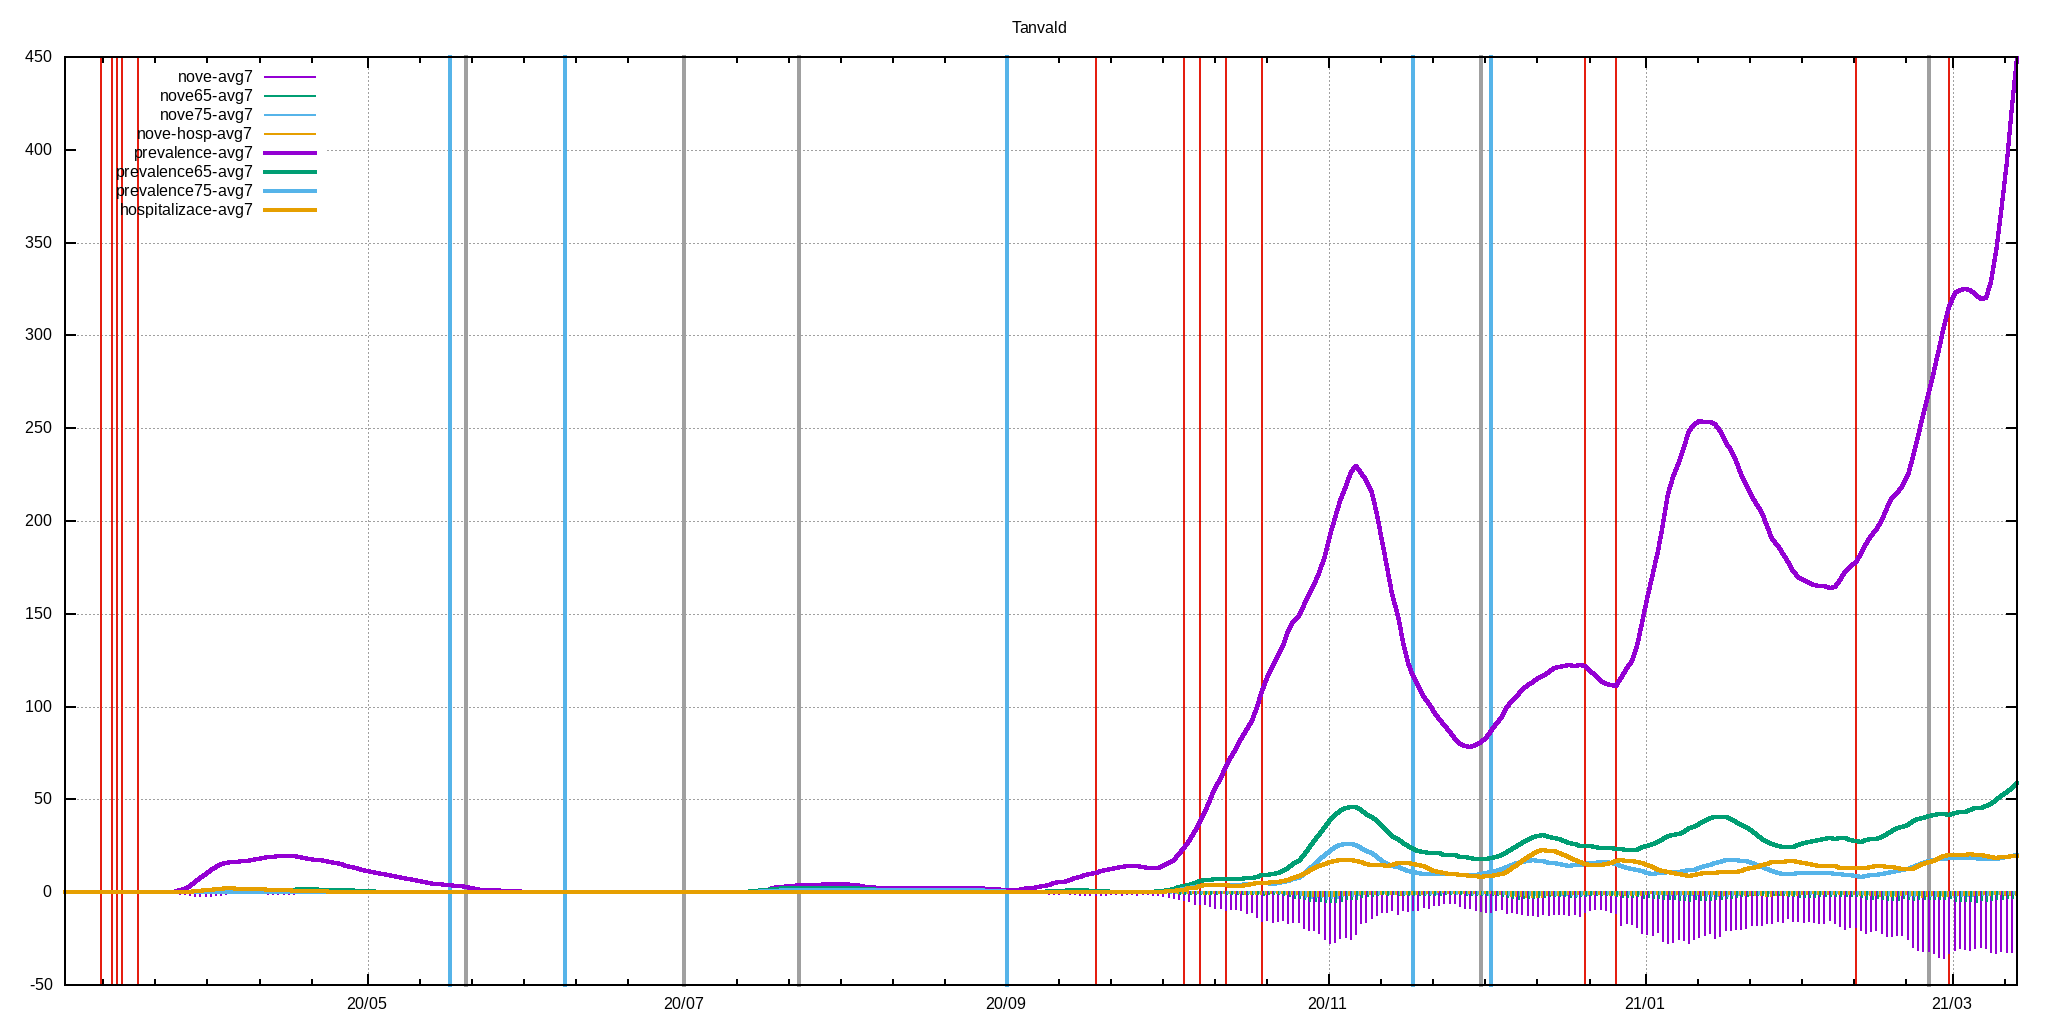 Tanvald
450
400
350
300
250
200
150
100
50
0
-50
nove-avg7
nove65-avg7
nove75-avg7
nove-hosp-avg7
prevalence-avg7
prevalence65-avg7
prevalence75-avg7
hospitalizace-avg7
20/05 20/07 20/09 20/11 21/01 21/03